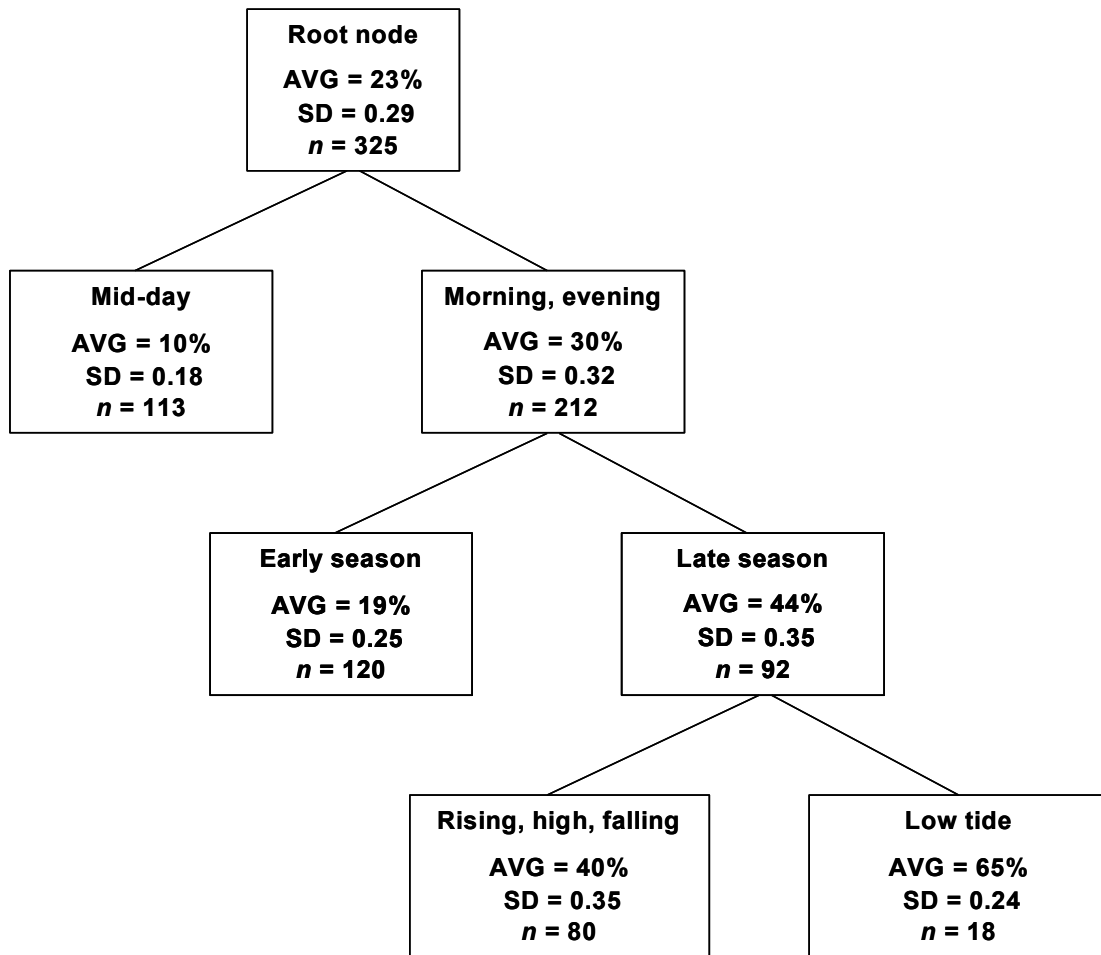 Root node
AVG = 23%
SD = 0.29
n = 325
Mid-day
AVG = 10%
SD = 0.18
n = 113
Morning, evening
AVG = 30%
SD = 0.32
n = 212
Early season
AVG = 19%
SD = 0.25
n = 120
Late season
AVG = 44%
SD = 0.35
n = 92
Rising, high, falling
AVG = 40%
SD = 0.35
n = 80
Low tide
AVG = 65%
SD = 0.24
n = 18